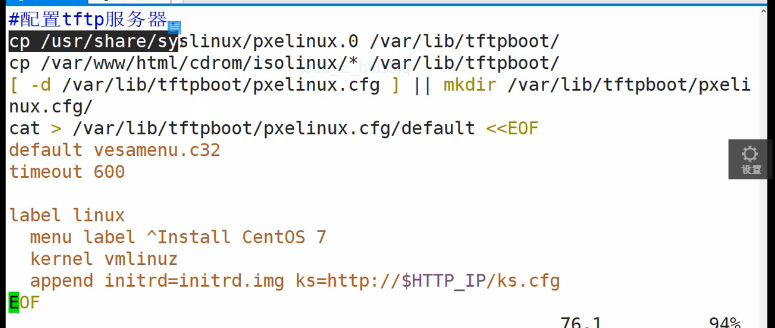 #配置tftp服务器
cp /usr/share/syslinux/pxelinux.0 /var/lib/tftpboot/
cp /var/www/html/cdrom/isolinux/* /var/lib/tftpboot/
[ -d /var/lib/tftpboot/pxelinux.cfg ] || mkdir /var/lib/tftpboot/pxeli
nux.cfg/
cat > /var/lib/tftpboot/pxelinux.cfg/default <<EOF
default vesamenu.c32
timeout 600
label linux
menu label ^Install CentOS 7
kernel vmlinuz
append initrd=initrd.img ks=http://$HTTP_IP/ks.cfg
EOF
76,1 94%
设置